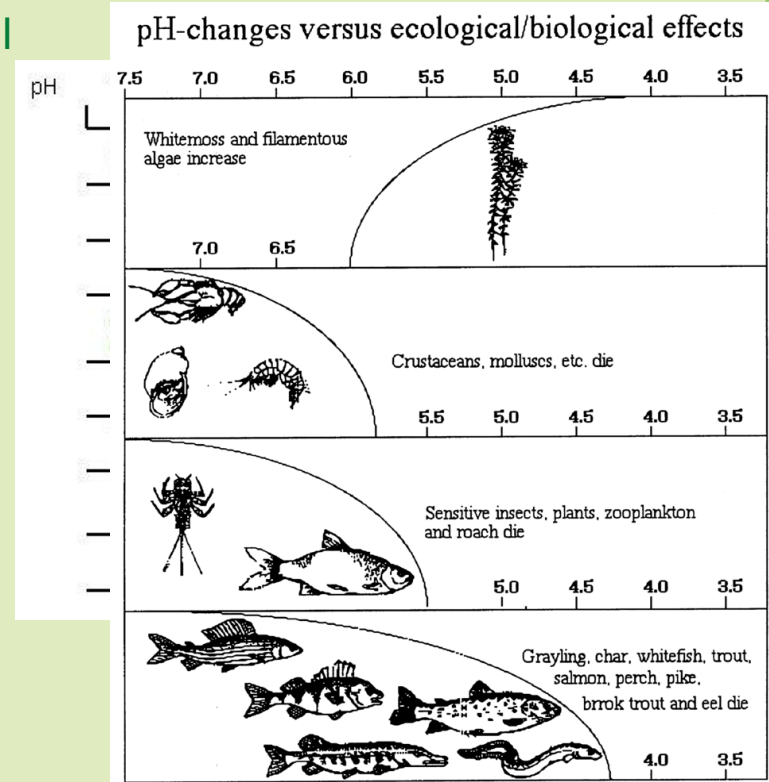 pH-changes versus ecological/biological effects
pH
7.5 7.0 6.5 6.0 5.5 5.0 4.5 4.0 3.5
Whitemoss and filamentous
algae increase
7.0 6.5
Crustaceans, molluscs, etc. die
5.5 5.0 4.5 4.0 3.5
Sensitive insects, plants, zooplankton
and roach die
5.0 4.5 4.0 3.5
Grayling, char, whitefish, trout,
salmon, perch, pike,
brrok trout and eel die
4.0 3.5